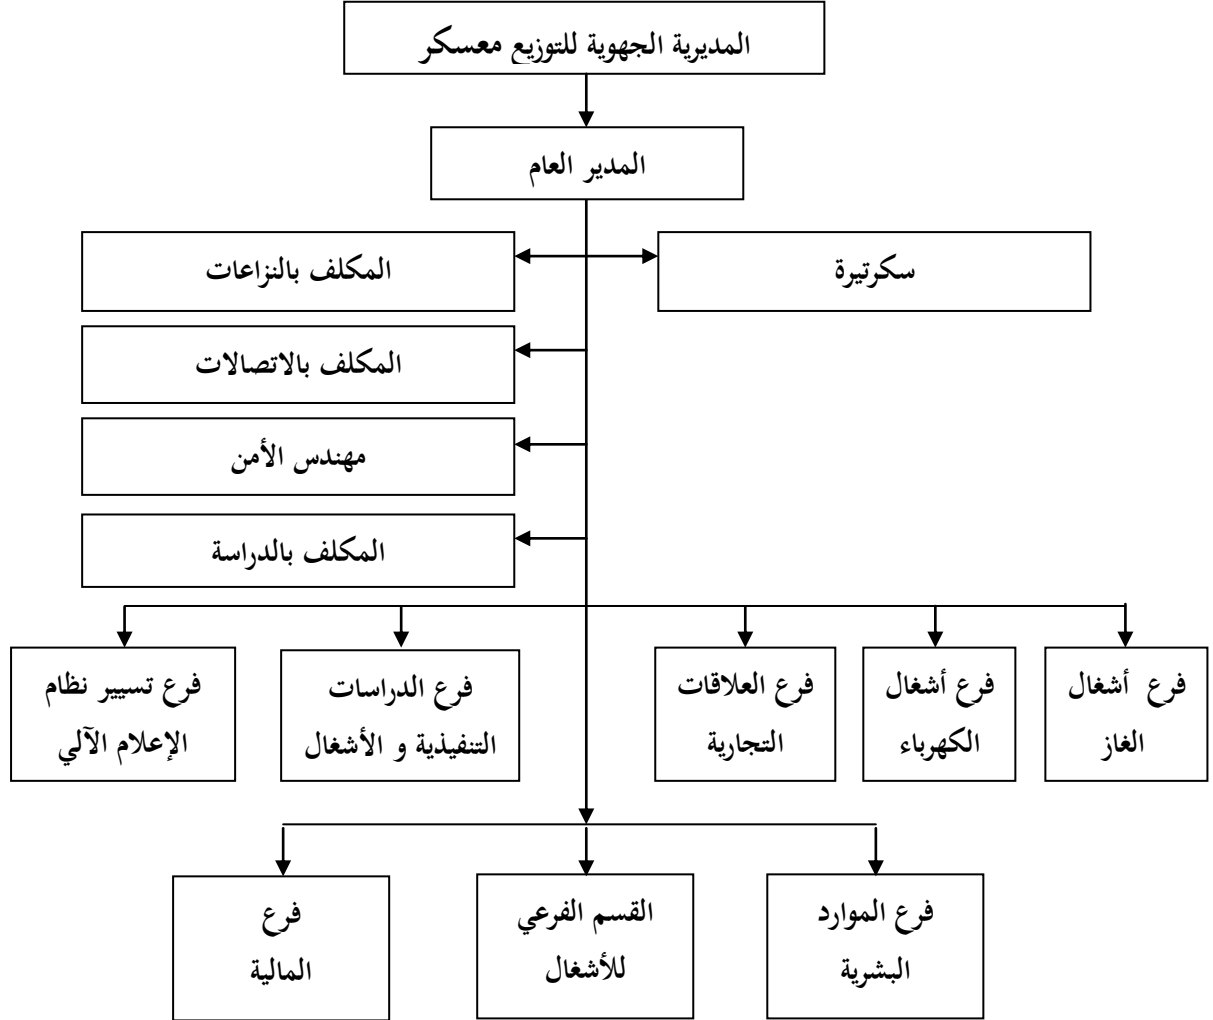 المديرية الجهوية للتوزيع معسكر
المدير العام
سكرتيرة
المكلف بالنزاعات
المكلف بالاتصالات
مهندس الأمن
المكلف بالدراسة
فرع أشغال
الغاز
فرع أشغال
الكهرباء
فرع العلاقات
التجارية
فرع الدراسات
التنفيذية و الأشغال
فرع تسيير نظام
الإعلام الآلي
فرع الموارد
البشرية
القسم الفرعي
للأشغال
فرع
المالية